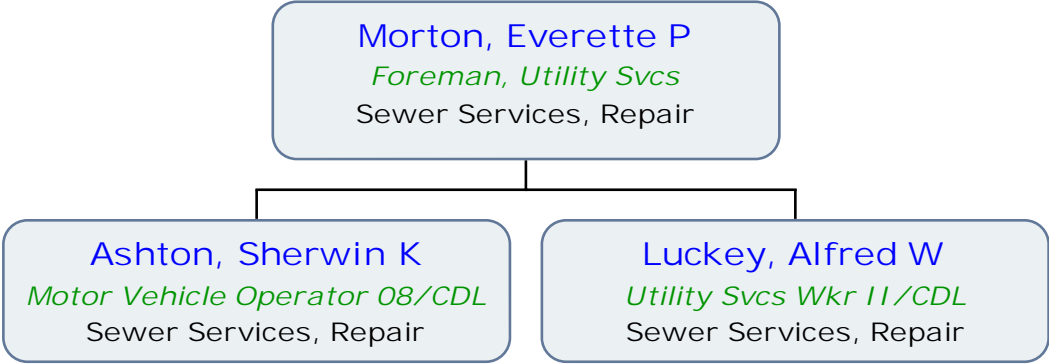 Morton, Everette P
Foreman, Utility Svcs
Sewer Services, Repair
Ashton, Sherwin K
Motor Vehicle Operator 08/CDL
Sewer Services, Repair
Luckey, Alfred W
Utility Svcs Wkr II/CDL
Sewer Services, Repair